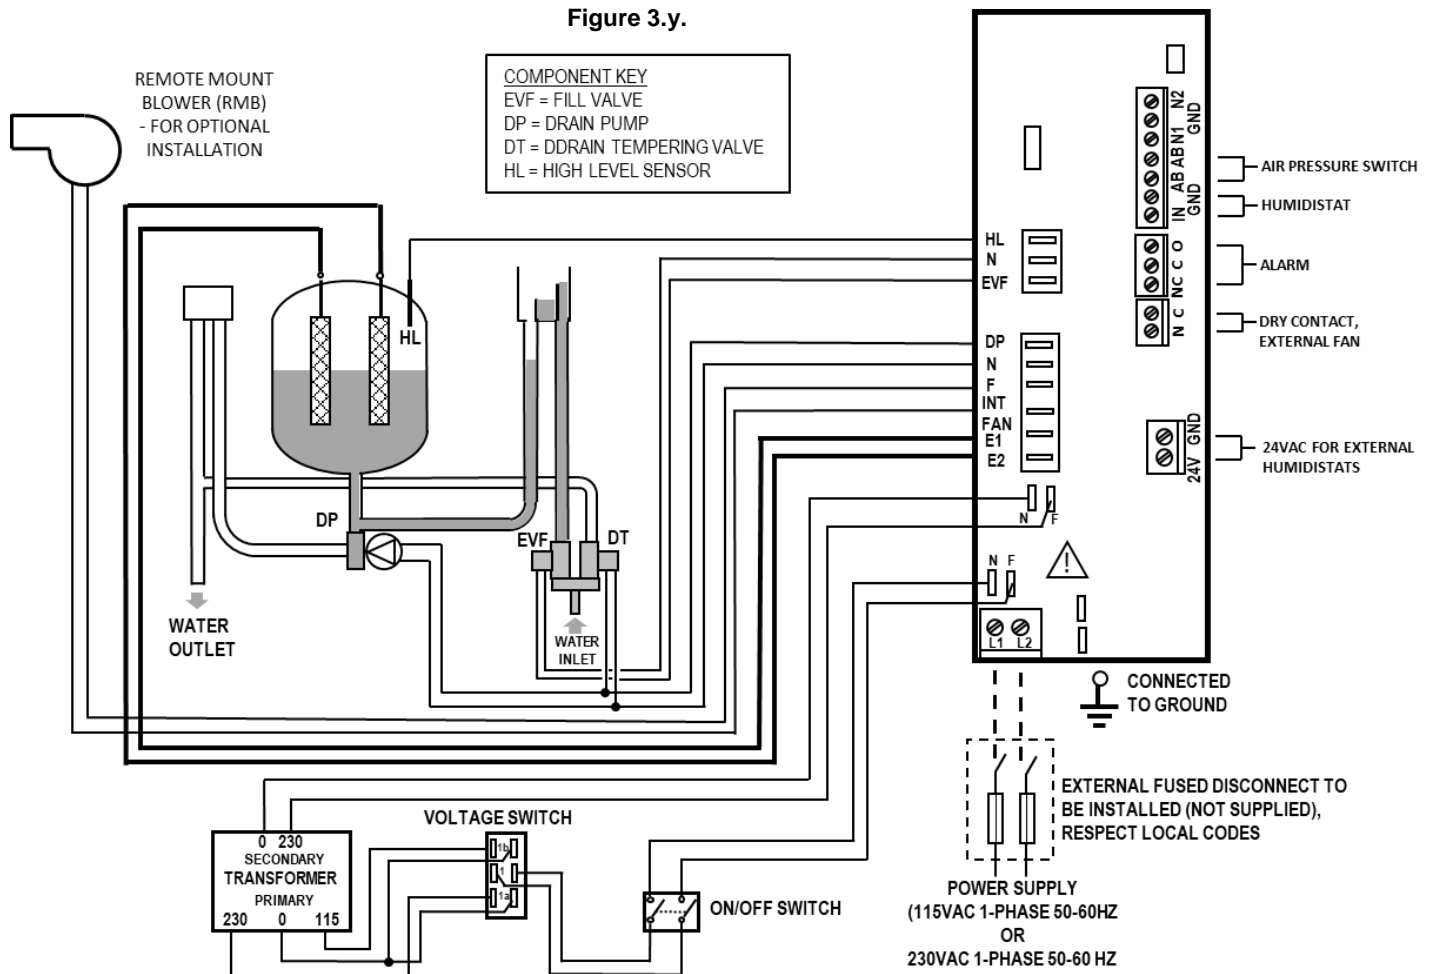 Figure 3.y.
REMOTE MOUNT
BLOWER (RMB)
- FOR OPTIONAL
INSTALLATION
COMPONENT KEY
EVF = FILL VALVE
DP = DRAIN PUMP
DT = DDRAIN TEMPERING VALVE
HL = HIGH LEVEL SENSOR
N2
GND
N1
AB
AB
GND
IN
AIR PRESSURE SWITCH
HUMIDISTAT
O
C
NC
ALARM
C
N
DRY CONTACT,
EXTERNAL FAN
GND
24V
24VAC FOR EXTERNAL
HUMIDISTATS
HL
N
EVF
DP
N
F
INT
FAN
E1
E2
N F
N F
L1 L2
HL
DP
EVF
DT
WATER
OUTLET
WATER
INLET
CONNECTED
TO GROUND
EXTERNAL FUSED DISCONNECT TO
BE INSTALLED (NOT SUPPLIED),
RESPECT LOCAL CODES
POWER SUPPLY
(115VAC 1-PHASE 50-60HZ
OR
230VAC 1-PHASE 50-60 HZ
VOLTAGE SWITCH
1b
1
1a
ON/OFF SWITCH
0 230
SECONDARY
TRANSFORMER
PRIMARY
230 0 115